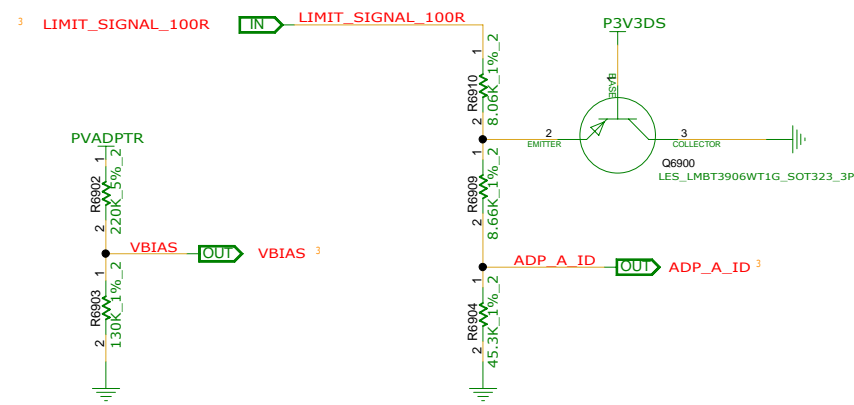 3 LIMIT_SIGNAL_100R IN LIMIT_SIGNAL_100R
P3V3DS
1
R6910
8.06K_1%_2
2
1
BASE
2
EMITTER
3
COLLECTOR
Q6900
LES_LMBT3906WT1G_SOT323_3P
PVADPTR
1
R6902
220K_5%_2
2
1
R6909
8.66K_1%_2
2
VBIAS OUT VBIAS 3
ADP_A_ID OUT ADP_A_ID 3
1
R6903
130K_1%_2
2
1
R6904
45.3K_1%_2
2